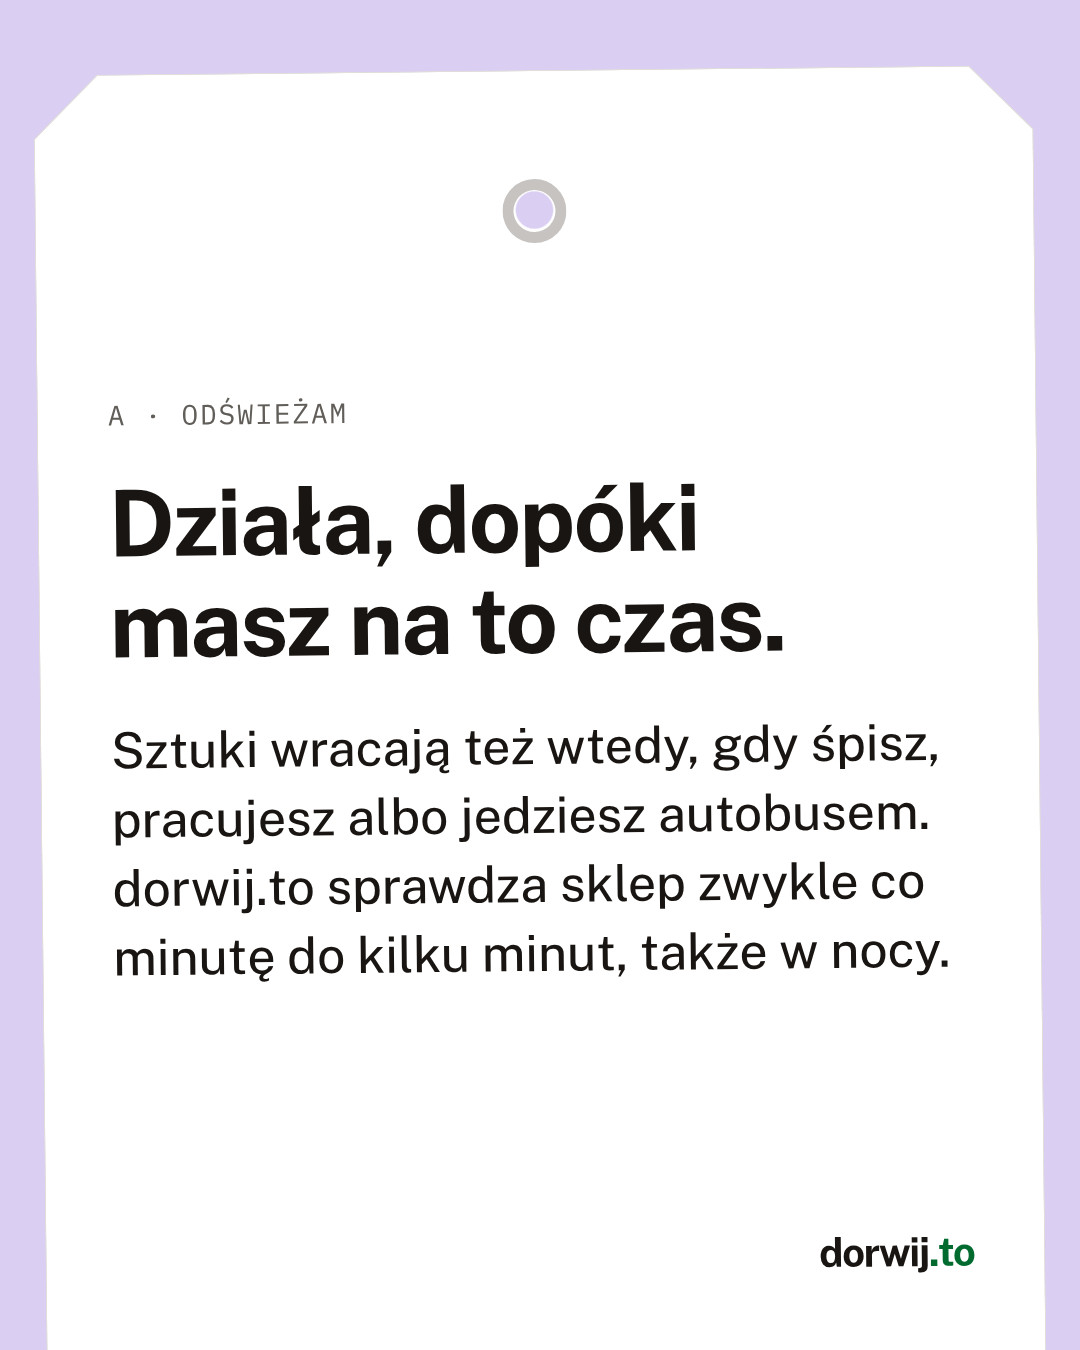 A · ODŚWIEŻAM
Działa, dopóki
masz na to czas.
Sztuki wracają też wtedy, gdy śpisz,
pracujesz albo jedziesz autobusem.
dorwij.to sprawdza sklep zwykle co
minutę do kilku minut, także w nocy.
dorwij.to